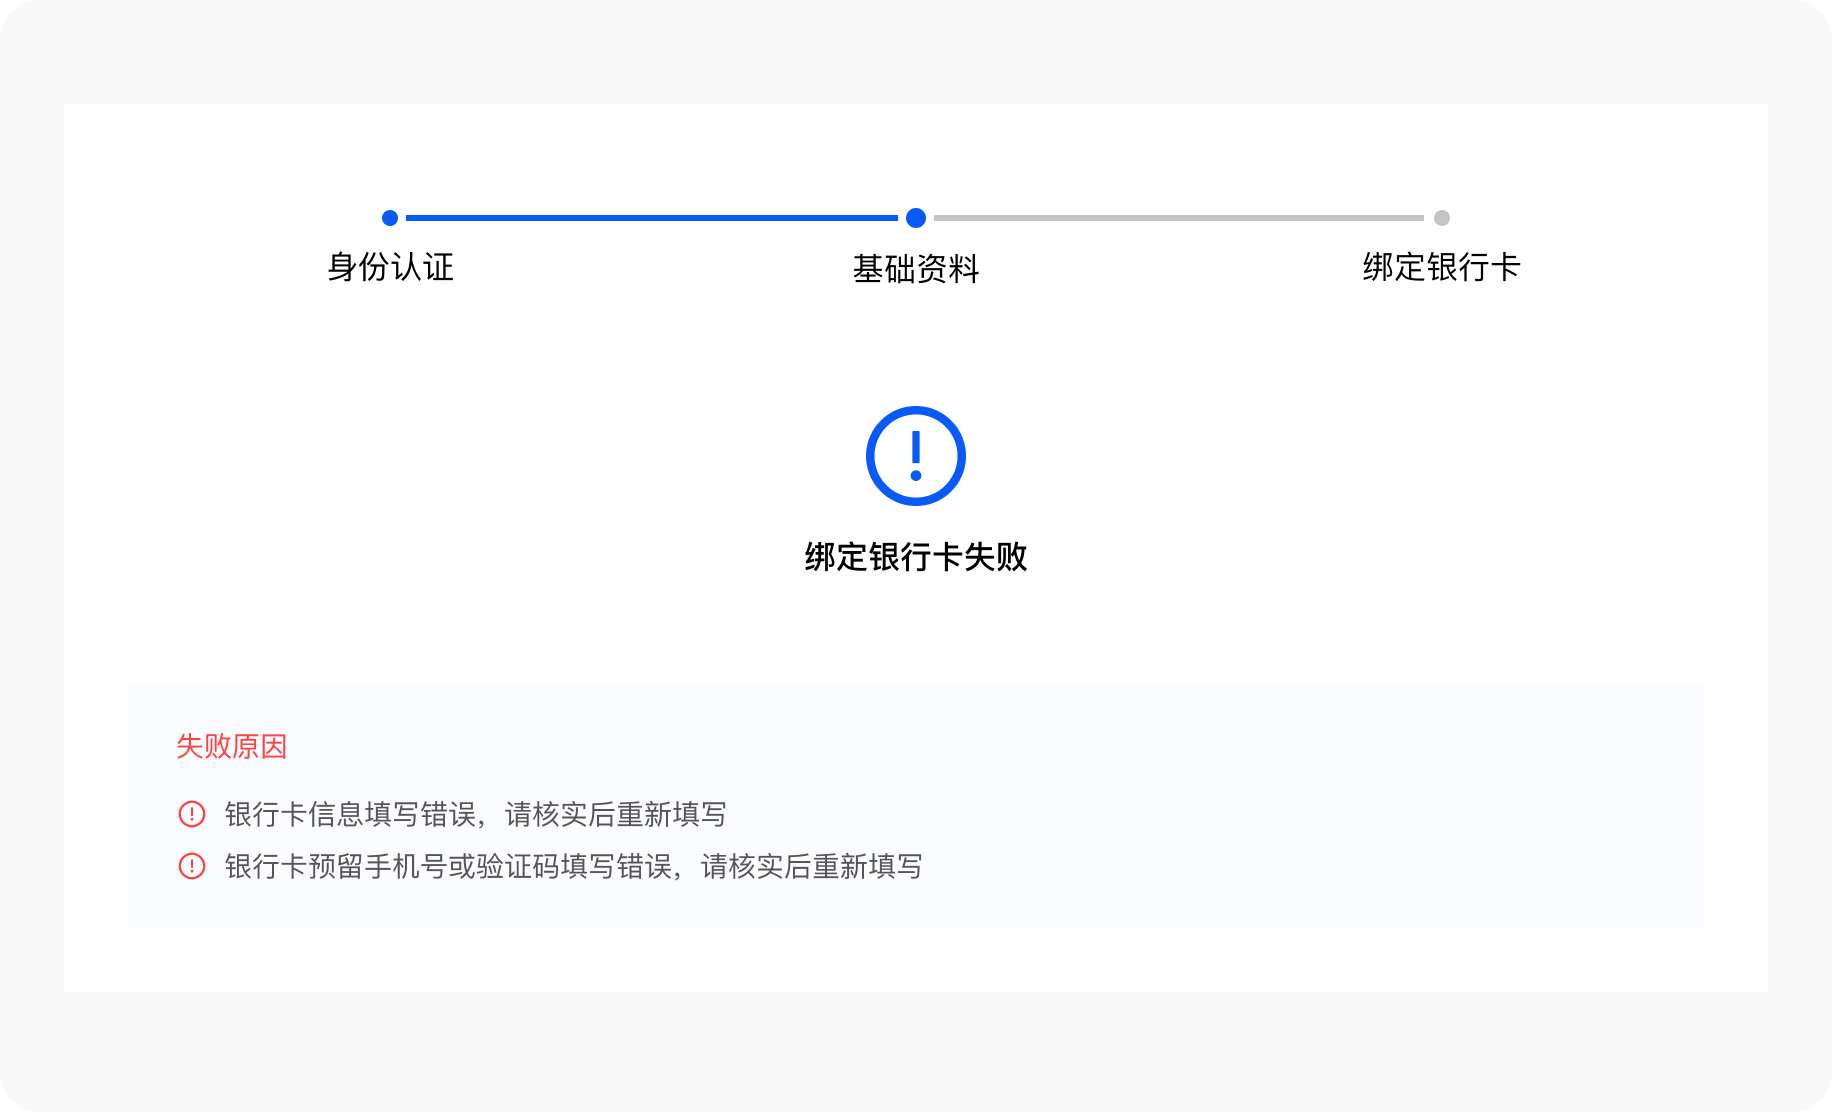 身份认证
基础资料
绑定银行卡
绑定银行卡失败
失败原因
银行卡信息填写错误，请核实后重新填写
银行卡预留手机号或验证码填写错误，请核实后重新填写